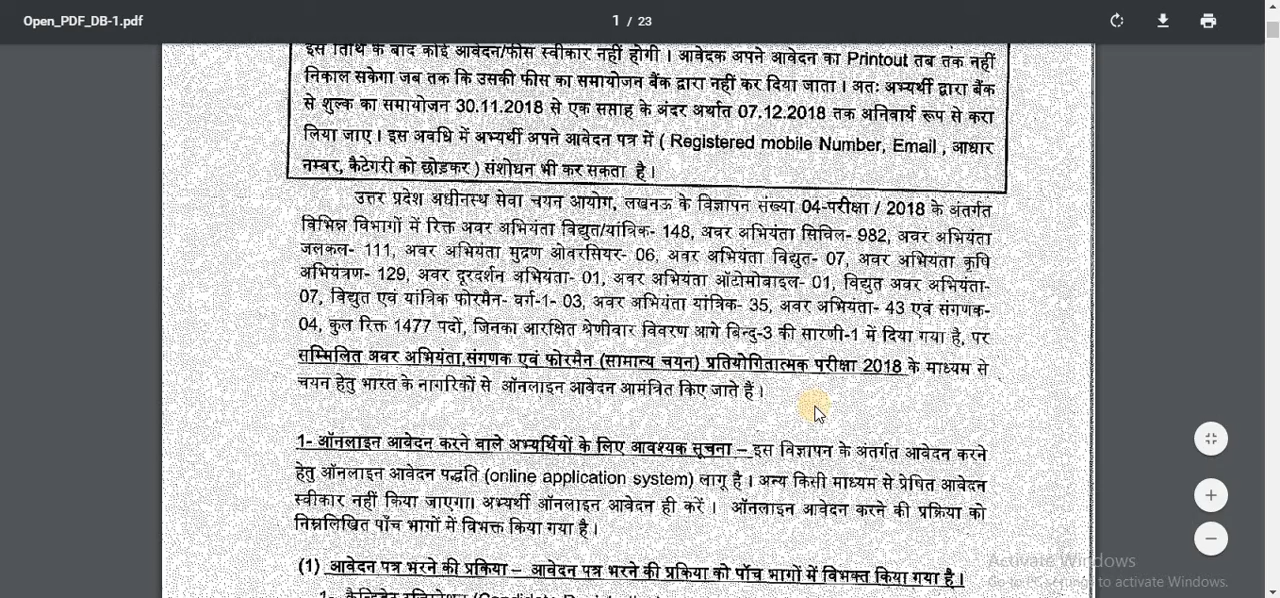 Open_PDF_DB-1.pdf
1 / 23
इस तिथि के बाद कोई आवेदन/फीस स्वीकार नहीं होगी । आवेदक अपने आवेदन का Printout तब तक नहीं
निकाल सकेगा जब तक कि उसकी फीस का समायोजन बैंक द्वारा नहीं कर दिया जाता । अतः अभ्यर्थी द्वारा बैंक
से शुल्क का समायोजन 30.11.2018 से एक सप्ताह के अंदर अर्थात 07.12.2018 तक अनिवार्य रूप से करा
लिया जाए । इस अवधि में अभ्यर्थी अपने आवेदन पत्र में ( Registered mobile Number, Email , आधार
नम्बर, कैटेगरी को छोड़कर ) संशोधन भी कर सकता है ।
उत्तर प्रदेश अधीनस्थ सेवा चयन आयोग, लखनऊ के विज्ञापन संख्या 04-परीक्षा / 2018 के अंतर्गत
विभिन्न विभागों में रिक्त अवर अभियंता विद्युत/यांत्रिक- 148, अवर अभियंता सिविल- 982, अवर अभियंता
जलकल- 111, अवर अभियंता मुद्रण ओवरसियर- 06, अवर अभियंता विद्युत- 07, अवर अभियंता कृषि
अभियंत्रण- 129, अवर दूरदर्शन अभियंता- 01, अवर अभियंता ऑटोमोबाइल- 01, विद्युत अवर अभियंता-
07, विद्युत एवं यांत्रिक फोरमैन- वर्ग-1- 03, अवर अभियंता यांत्रिक- 35, अवर अभियंता- 43 एवं संगणक-
04, कुल रिक्त 1477 पदो, जिनका आरक्षित श्रेणीवार विवरण आगे बिन्दु-3 की सारणी-1 में दिया गया है, पर
सम्मिलित अवर अभियंता,संगणक एवं फोरमैन (सामान्य चयन) प्रतियोगितात्मक परीक्षा 2018 के माध्यम से
चयन हेतु भारत के नागरिकों से ऑनलाइन आवेदन आमंत्रित किए जाते हैं ।
1- ऑनलाइन आवेदन करने वाले अभ्यर्थियों के लिए आवश्यक सूचना – इस विज्ञापन के अंतर्गत आवेदन करने
हेतु ऑनलाइन आवेदन पद्धति (online application system) लागू है । अन्य किसी माध्यम से प्रेषित आवेदन
स्वीकार नहीं किया जाएगा। अभ्यर्थी ऑनलाइन आवेदन ही करें । ऑनलाइन आवेदन करने की प्रक्रिया को
निम्नलिखित पाँच भागों में विभक्त किया गया है ।
(1) आवेदन पत्र भरने की प्रक्रिया – आवेदन पत्र भरने की प्रक्रिया को पाँच भागों में विभक्त किया गया है ।
Activate Windows
to activate Windows.